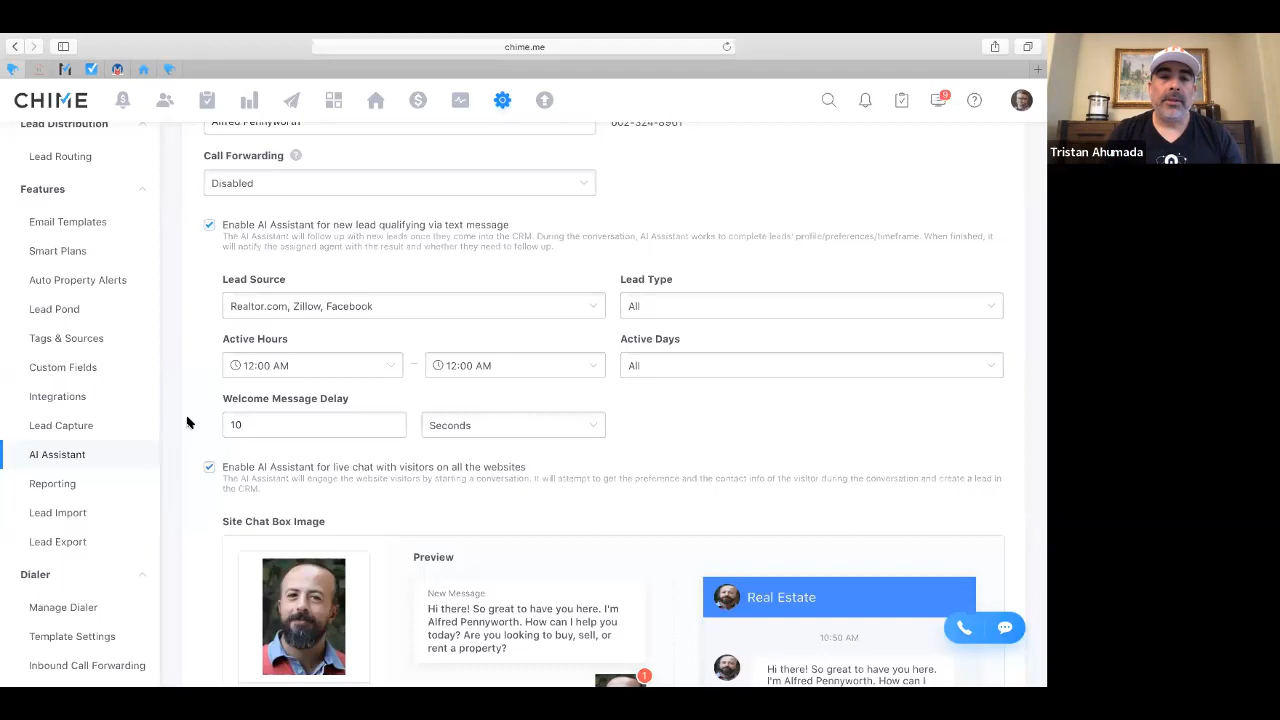 chime.me
CHIME
9
Tristan Ahumada
Lead Distribution
Lead Routing
Features
Email Templates
Smart Plans
Auto Property Alerts
Lead Pond
Tags & Sources
Custom Fields
Integrations
Lead Capture
AI Assistant
Reporting
Lead Import
Lead Export
Dialer
Manage Dialer
Template Settings
Inbound Call Forwarding
Alfred Pennyworth
602-324-8961
Call Forwarding
Disabled
Enable AI Assistant for new lead qualifying via text message
The AI Assistant will follow up with new leads once they come into the CRM. During the conversation, AI Assistant works to complete leads' profile/preferences/timeframe. When finished, it
will notify the assigned agent with the result and whether they need to follow up.
Lead Source
Lead Type
Realtor.com, Zillow, Facebook
All
Active Hours
Active Days
12:00 AM – 12:00 AM
All
Welcome Message Delay
10
Seconds
Enable AI Assistant for live chat with visitors on all the websites
The AI Assistant will engage the website visitors by starting a conversation. It will attempt to get the preference and the contact info of the visitor during the conversation and create a lead in
the CRM.
Site Chat Box Image
Preview
New Message
Hi there! So great to have you here. I'm
Alfred Pennyworth. How can I help you
today? Are you looking to buy, sell, or
rent a property?
1
Real Estate
10:50 AM
Hi there! So great to have you here.
I'm Alfred Pennyworth. How can I